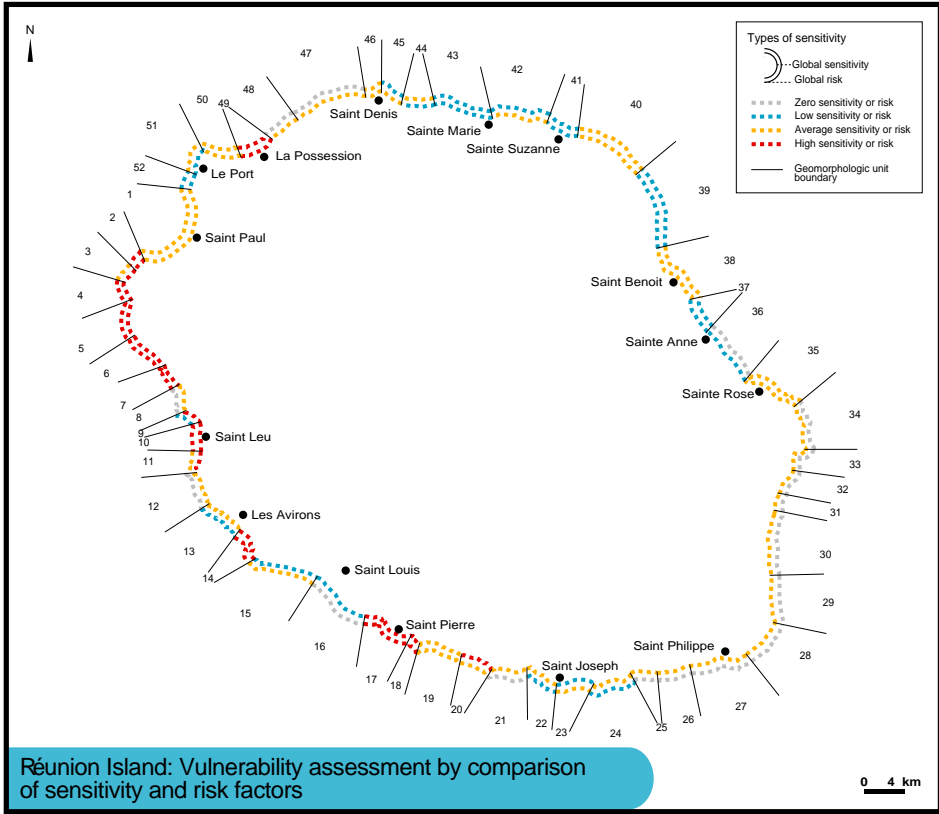 N
47
46
45
44
43
42
41
40
48
49
50
51
52
1
2
3
4
5
6
7
8
9
10
11
12
13
14
15
16
17
18
19
20
21
22
23
24
25
26
27
28
29
30
31
32
33
34
35
36
37
38
39
Saint Denis
Sainte Marie
Sainte Suzanne
La Possession
Le Port
Saint Paul
Saint Benoit
Sainte Anne
Sainte Rose
Saint Leu
Les Avirons
Saint Louis
Saint Pierre
Saint Joseph
Saint Philippe
Types of sensitivity
Global sensitivity
Global risk
Zero sensitivity or risk
Low sensitivity or risk
Average sensitivity or risk
High sensitivity or risk
Geomorphologic unit
boundary
Réunion Island: Vulnerability assessment by comparison
of sensitivity and risk factors
0 4 km